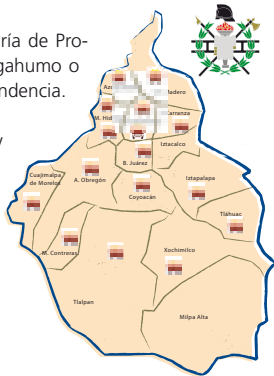 ría de Pro-
gahumo o
ndencia.
y
Az
adero
M. Hid
arranza
Iztacalco
B. Juárez
Cuajimalpa
de Morelos
A. Obregón
Iztapalapa
Coyoacán
Tláhuac
Xochimilco
M. Contreras
Tlalpan
Milpa Alta